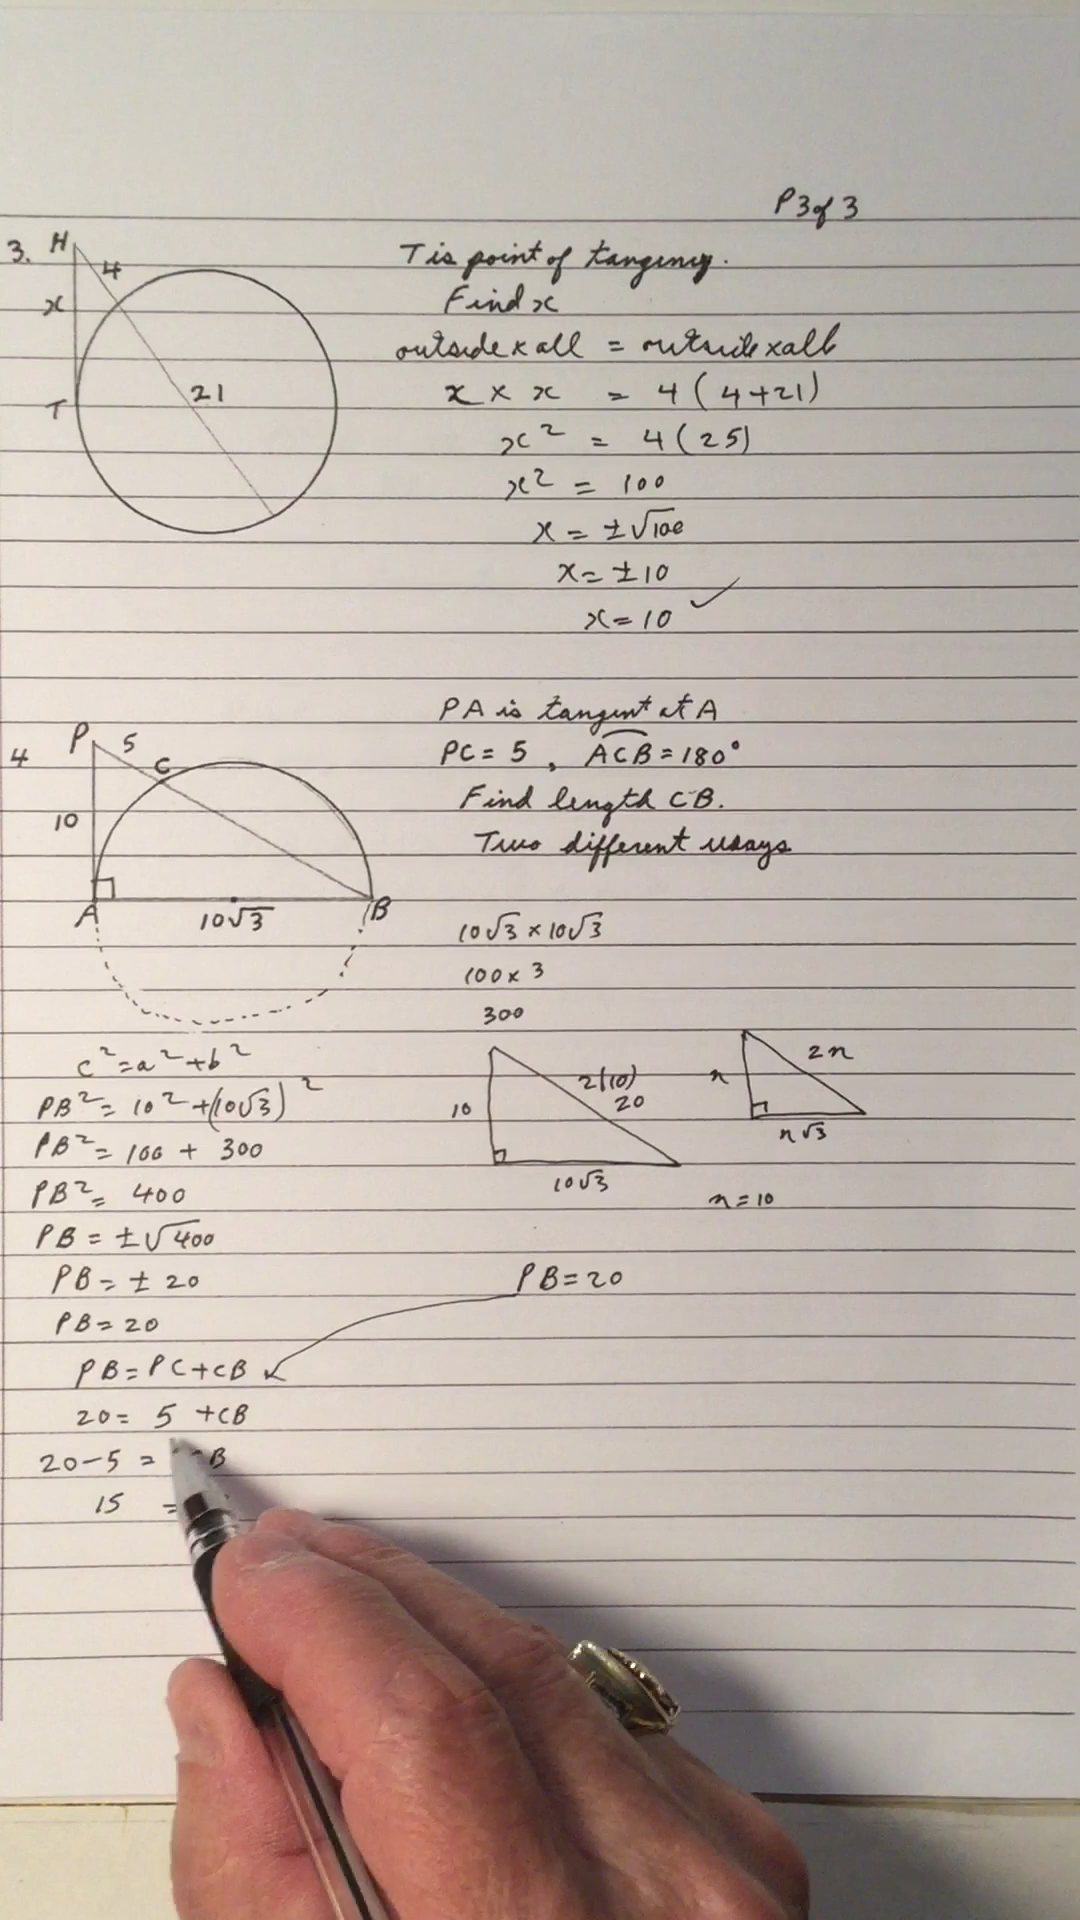 P3of 3
3. H
4
x
T
21
T is point of tangency.
Find x
outside x all = outside x all
x × x = 4 (4+21)
x² = 4 (25)
x² = 100
x = ±√100
x = ±10
x = 10 ✓
4 P 5 C
10
A 10√3 B
PA is tangent at A
PC = 5 , ACB = 180°
Find length CB.
Two different ways
10√3 × 10√3
100 × 3
300
c² = a² + b²
PB² = 10² + (10√3)²
PB² = 100 + 300
PB² = 400
PB = ±√400
PB = ± 20
PB = 20
PB = PC + CB
20 = 5 + CB
20 - 5 = B
15 =
10
2(10)
20
10√3
n
2n
n√3
n = 10
PB = 20